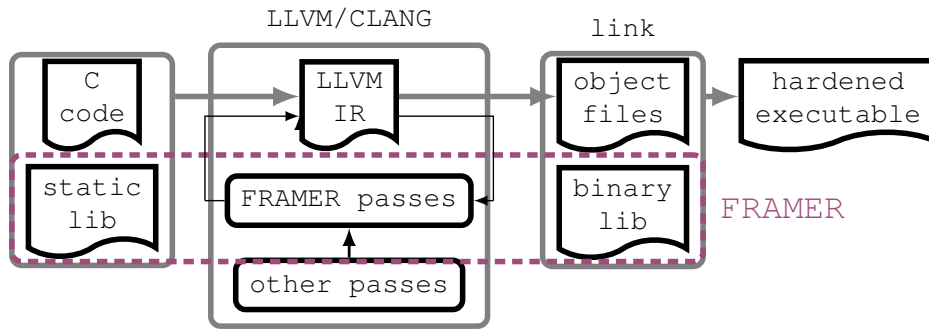 LLVM/CLANG
link
C
code
LLVM
IR
object
files
hardened
executable
static
lib
FRAMER passes
binary
lib
FRAMER
other passes